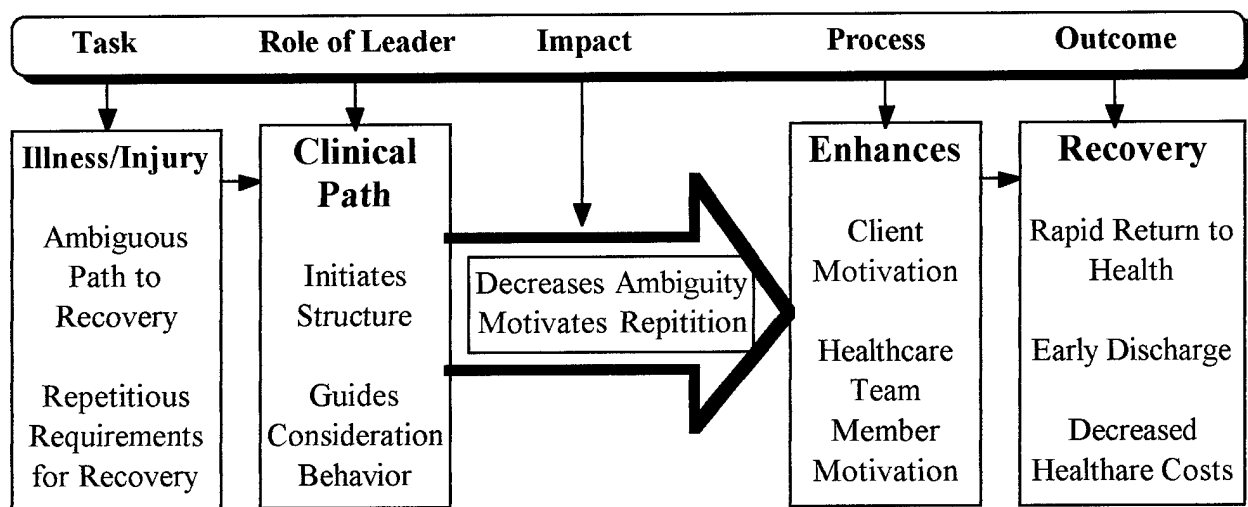 Task Role of Leader Impact Process Outcome
Illness/Injury
Ambiguous
Path to
Recovery
Repetitious
Requirements
for Recovery
Clinical
Path
Initiates
Structure
Guides
Consideration
Behavior
Decreases Ambiguity
Motivates Repitition
Enhances
Client
Motivation
Healthcare
Team
Member
Motivation
Recovery
Rapid Return to
Health
Early Discharge
Decreased
Healthare Costs